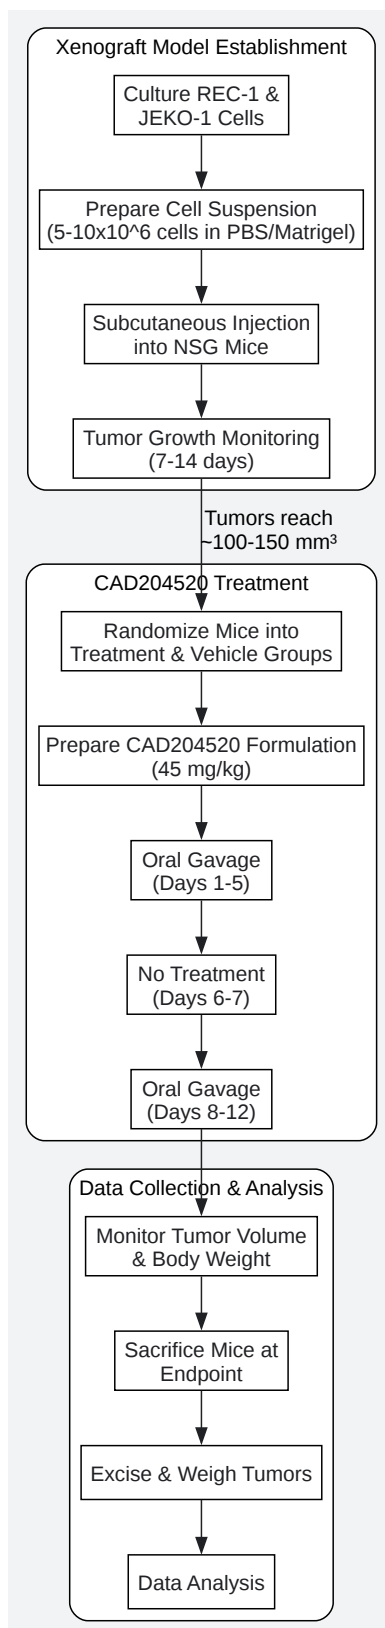 Xenograft Model Establishment
Culture REC-1 &
JEKO-1 Cells
Prepare Cell Suspension
(5-10x10^6 cells in PBS/Matrigel)
Subcutaneous Injection
into NSG Mice
Tumor Growth Monitoring
(7-14 days)
Tumors reach
~100-150 mm³
CAD204520 Treatment
Randomize Mice into
Treatment & Vehicle Groups
Prepare CAD204520 Formulation
(45 mg/kg)
Oral Gavage
(Days 1-5)
No Treatment
(Days 6-7)
Oral Gavage
(Days 8-12)
Data Collection & Analysis
Monitor Tumor Volume
& Body Weight
Sacrifice Mice at
Endpoint
Excise & Weigh Tumors
Data Analysis